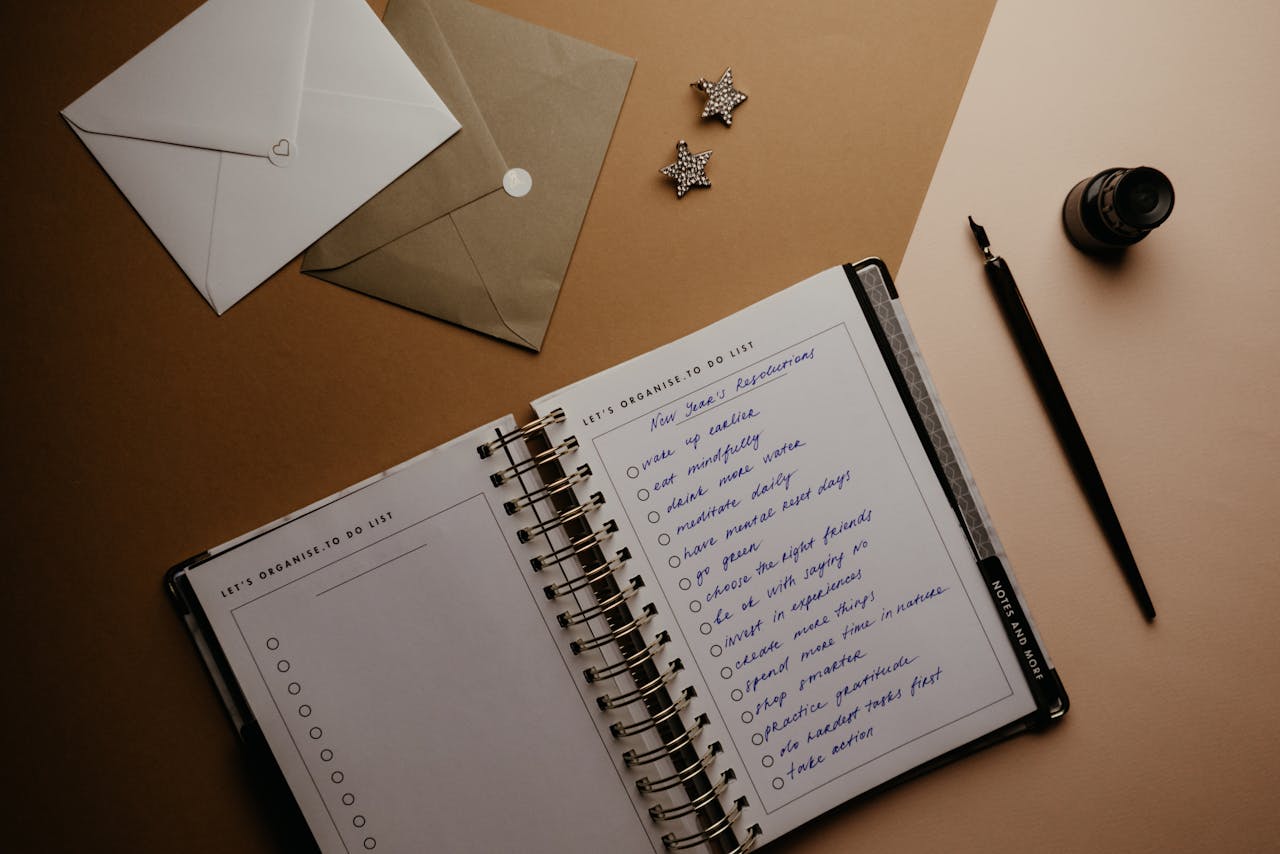 LET'S ORGANISE.TO DO LIST
LET'S ORGANISE.TO DO LIST
New Year's Resolutions
wake up earlier
eat mindfully
drink more water
meditate daily
have mental reset days
go green
choose the right friends
be ok with saying no
invest in experiences
create more things
spend more time in nature
shop smarter
practice gratitude
do hardest tasks first
take action
NOTES AND MORE